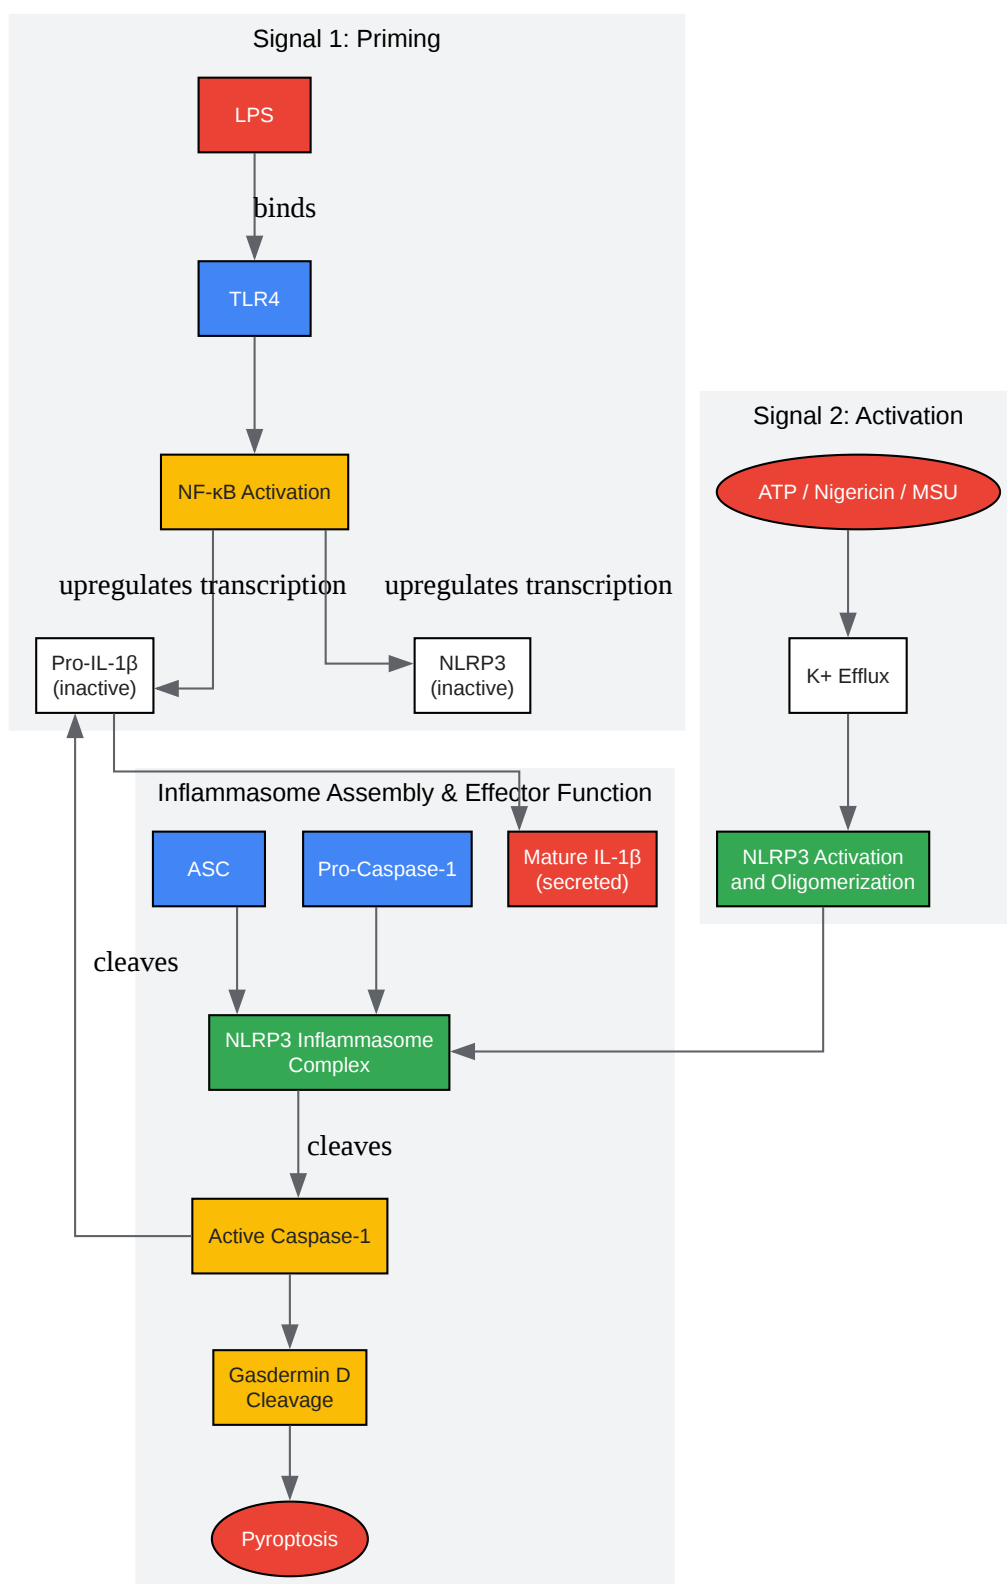 Signal 1: Priming
LPS
binds
TLR4
NF-κB Activation
upregulates transcription
upregulates transcription
Pro-IL-1β
(inactive)
NLRP3
(inactive)
Signal 2: Activation
ATP / Nigericin / MSU
K+ Efflux
NLRP3 Activation
and Oligomerization
Inflammasome Assembly & Effector Function
ASC
Pro-Caspase-1
Mature IL-1β
(secreted)
cleaves
NLRP3 Inflammasome
Complex
cleaves
Active Caspase-1
Gasdermin D
Cleavage
Pyroptosis